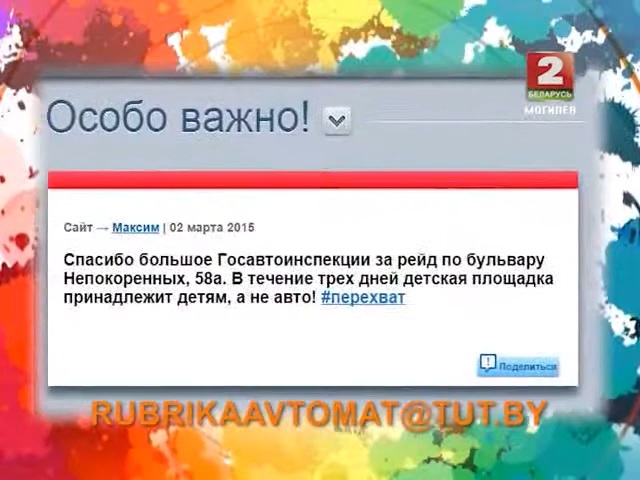 2
БЕЛАРУСЬ
МОГИЛЕВ
Особо важно!
Сайт → Максим | 02 марта 2015
Спасибо большое Госавтоинспекции за рейд по бульвару
Непокоренных, 58а. В течение трех дней детская площадка
принадлежит детям, а не авто! #перехват
Поделиться
RUBRIKAAVTOMAT@TUT.BY